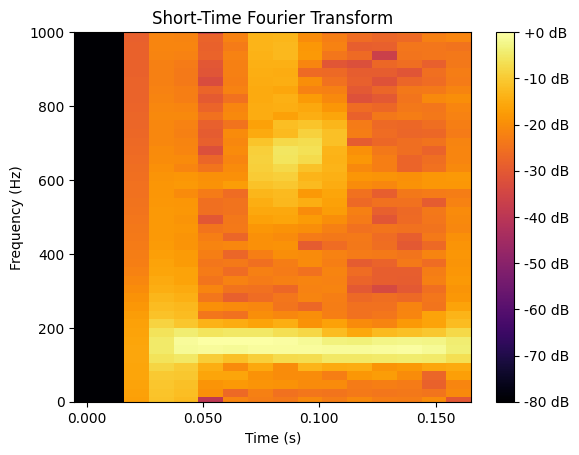 Short-Time Fourier Transform
Frequency (Hz)
1000
800
600
400
200
0
0.000
0.050
0.100
0.150
Time (s)
+0 dB
-10 dB
-20 dB
-30 dB
-40 dB
-50 dB
-60 dB
-70 dB
-80 dB